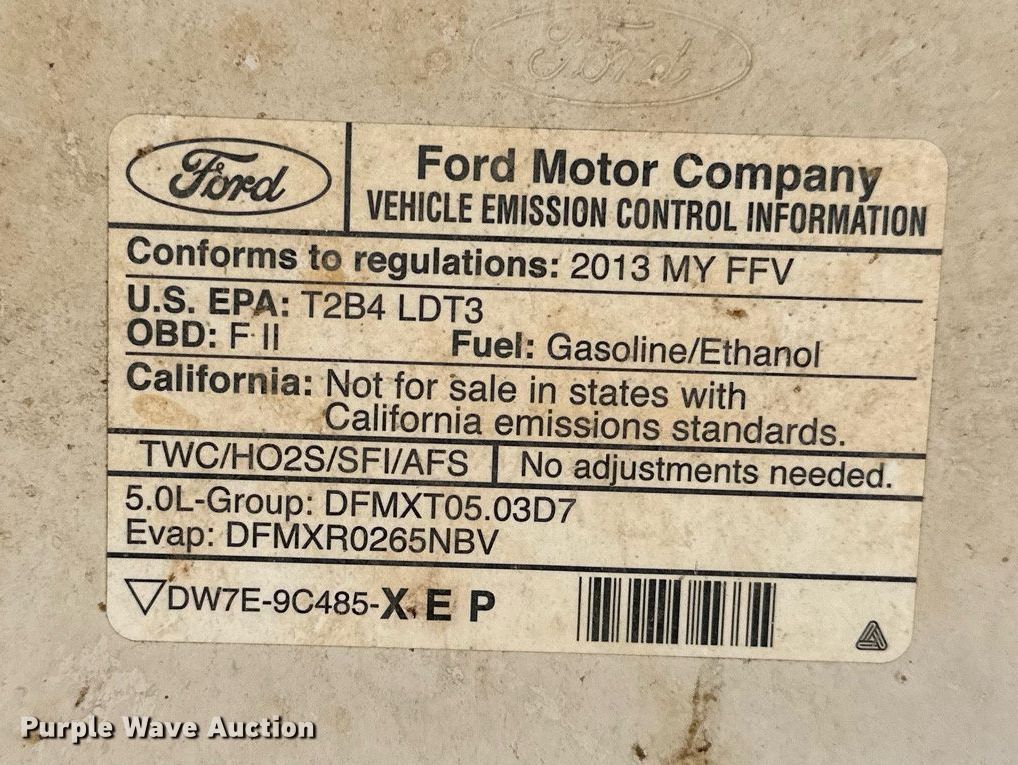 Ford
Ford
Ford Motor Company
VEHICLE EMISSION CONTROL INFORMATION
Conforms to regulations: 2013 MY FFV
U.S. EPA: T2B4 LDT3
OBD: F II Fuel: Gasoline/Ethanol
California: Not for sale in states with
California emissions standards.
TWC/HO2S/SFI/AFS No adjustments needed.
5.0L-Group: DFMXT05.03D7
Evap: DFMXR0265NBV
DW7E-9C485-X E P
Purple Wave Auction